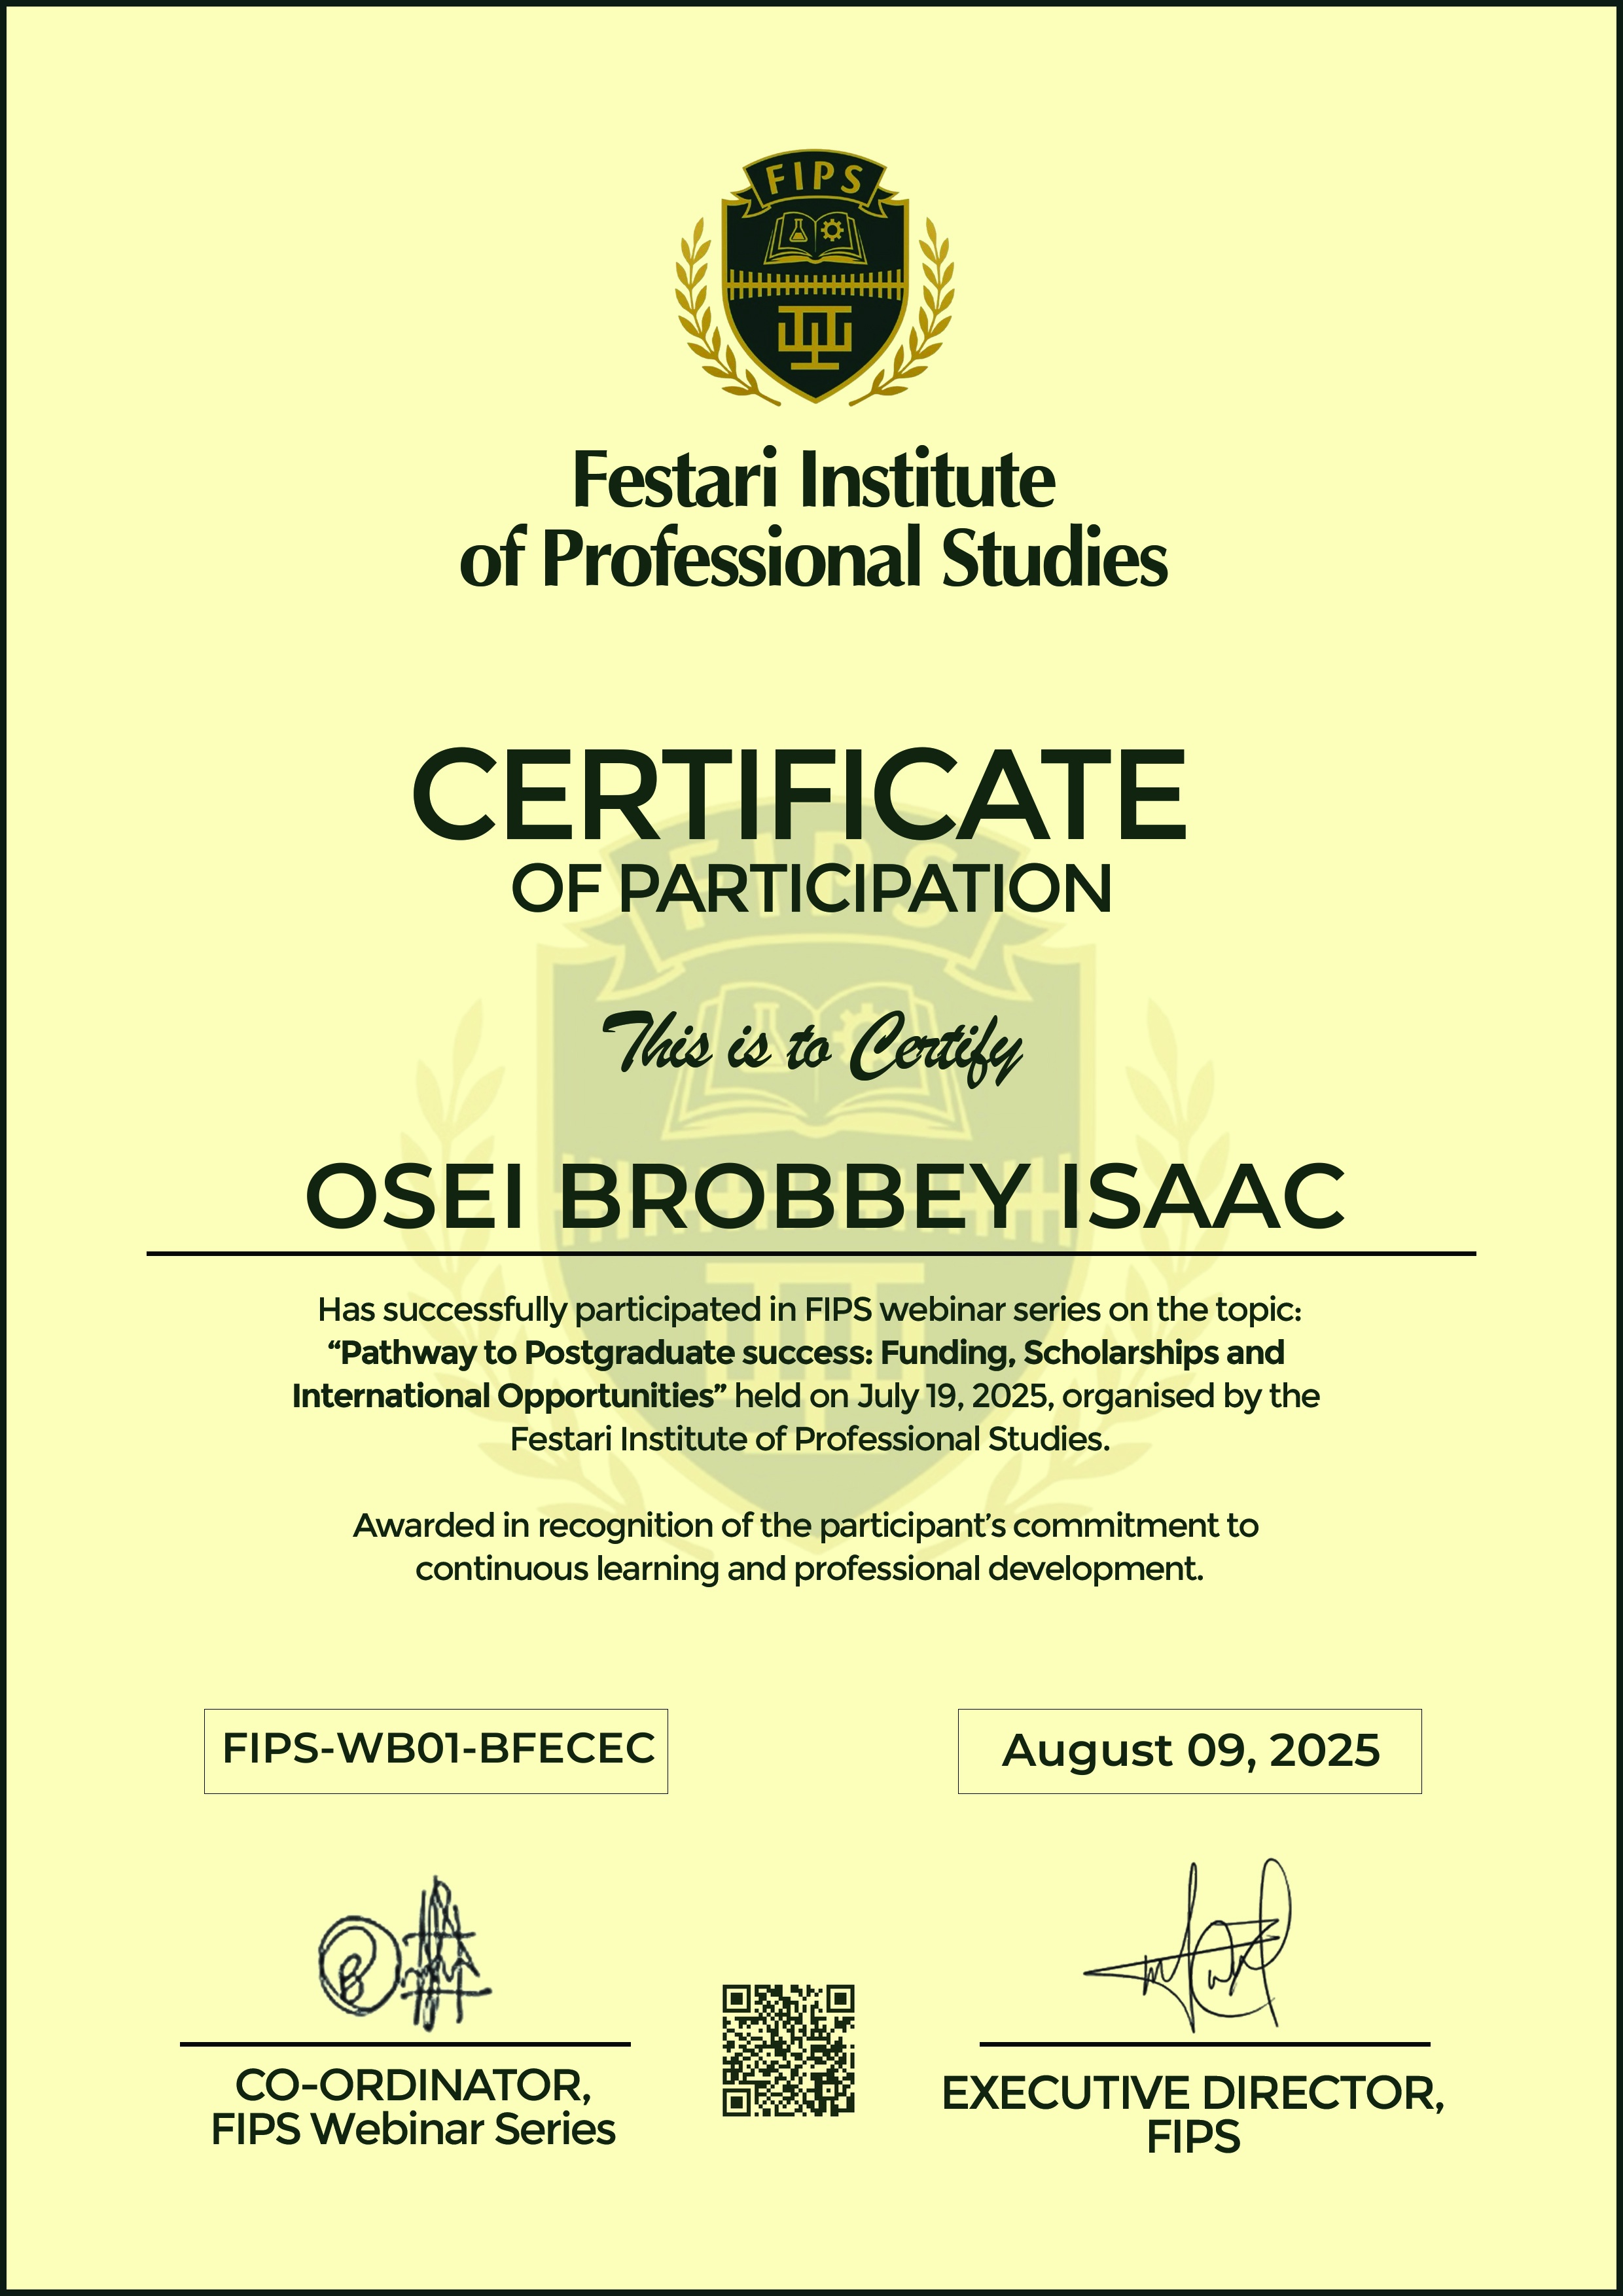 FIPS
Festari Institute
of Professional Studies
CERTIFICATE
OF PARTICIPATION
This is to Certify
OSEI BROBBEY ISAAC
Has successfully participated in FIPS webinar series on the topic:
“Pathway to Postgraduate success: Funding, Scholarships and
International Opportunities” held on July 19, 2025, organised by the
Festari Institute of Professional Studies.
Awarded in recognition of the participant’s commitment to
continuous learning and professional development.
FIPS-WB01-BFECEC
August 09, 2025
CO-ORDINATOR,
FIPS Webinar Series
EXECUTIVE DIRECTOR,
FIPS